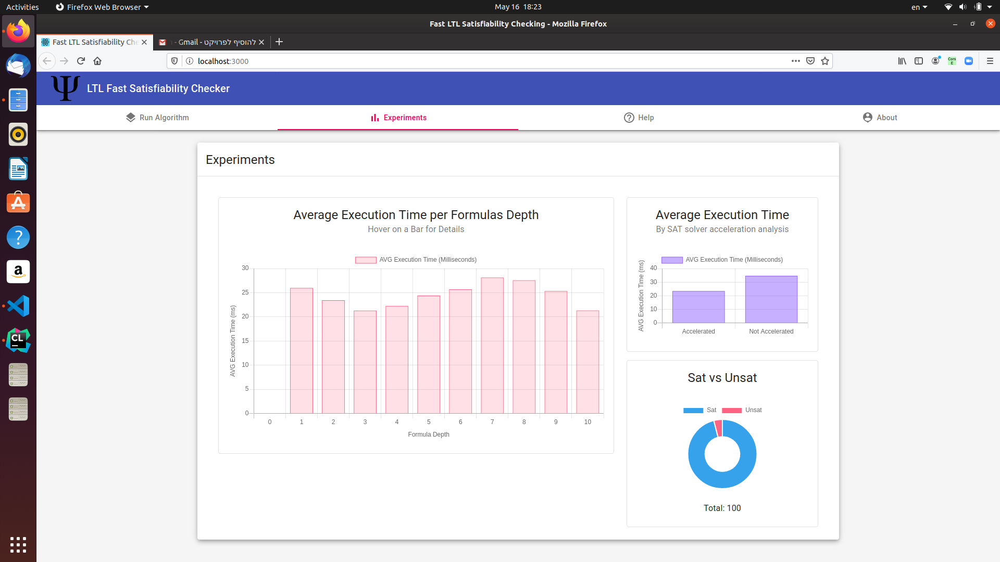 Activities
Firefox Web Browser
May 16 18:23
en
Fast LTL Satisfiability Checking - Mozilla Firefox
Fast LTL Satisfiability Che
להוסיף לפרויקט - Gmail -
localhost:3000
Cors
E
Ψ LTL Fast Satisfiability Checker
Run Algorithm
Experiments
Help
About
Experiments
Average Execution Time per Formulas Depth
Hover on a Bar for Details
AVG Execution Time (Milliseconds)
AVG Execution Time (ms)
30
25
20
15
10
5
0
0 1 2 3 4 5 6 7 8 9 10
Formula Depth
Average Execution Time
By SAT solver acceleration analysis
AVG Execution Time (Milliseconds)
AVG Execution Time (ms)
40
30
20
10
0
Accelerated Not Accelerated
Sat vs Unsat
Sat Unsat
Total: 100
CL
a
?
A